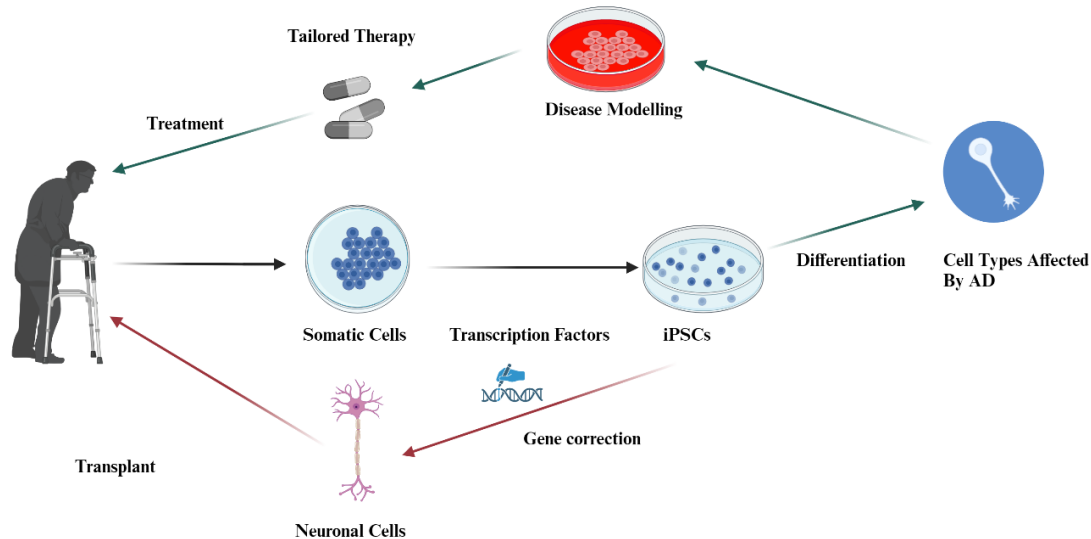 Tailored Therapy
Disease Modelling
Treatment
Differentiation
Cell Types Affected
By AD
Somatic Cells
Transcription Factors
iPSCs
Gene correction
Transplant
Neuronal Cells